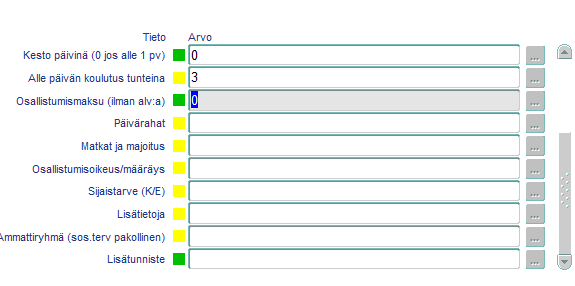 Tieto Arvo
Kesto päivinä (0 jos alle 1 pv) 0 ...
Alle päivän koulutus tunteina 3 ...
Osallistumismaksu (ilman alv:a) 0 ...
Päivärahat ...
Matkat ja majoitus ...
Osallistumisoikeus/määräys ...
Sijaistarve (K/E) ...
Lisätietoja ...
Ammattiryhmä (sos.terv pakollinen) ...
Lisätunniste ...